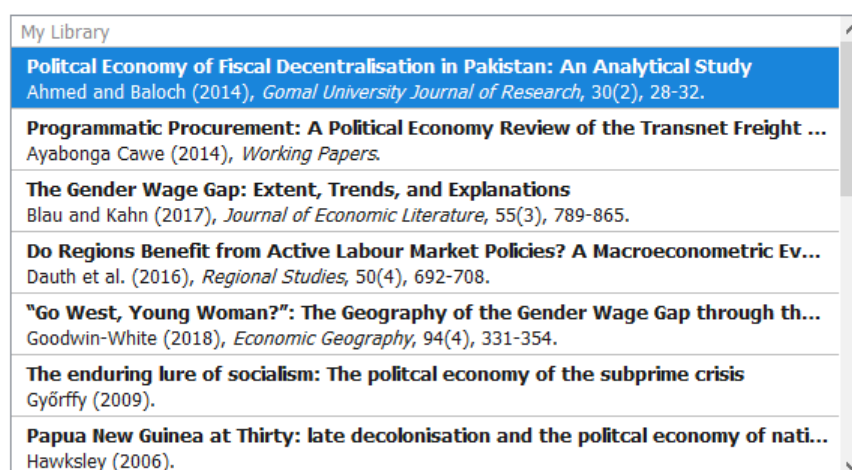 My Library
Politcal Economy of Fiscal Decentralisation in Pakistan: An Analytical Study
Ahmed and Baloch (2014), Gomal University Journal of Research, 30(2), 28-32.
Programmatic Procurement: A Political Economy Review of the Transnet Freight ...
Ayabonga Cawe (2014), Working Papers.
The Gender Wage Gap: Extent, Trends, and Explanations
Blau and Kahn (2017), Journal of Economic Literature, 55(3), 789-865.
Do Regions Benefit from Active Labour Market Policies? A Macroeconometric Ev...
Dauth et al. (2016), Regional Studies, 50(4), 692-708.
“Go West, Young Woman?”: The Geography of the Gender Wage Gap through th...
Goodwin-White (2018), Economic Geography, 94(4), 331-354.
The enduring lure of socialism: The politcal economy of the subprime crisis
Győrffy (2009).
Papua New Guinea at Thirty: late decolonisation and the politcal economy of nati...
Hawksley (2006).